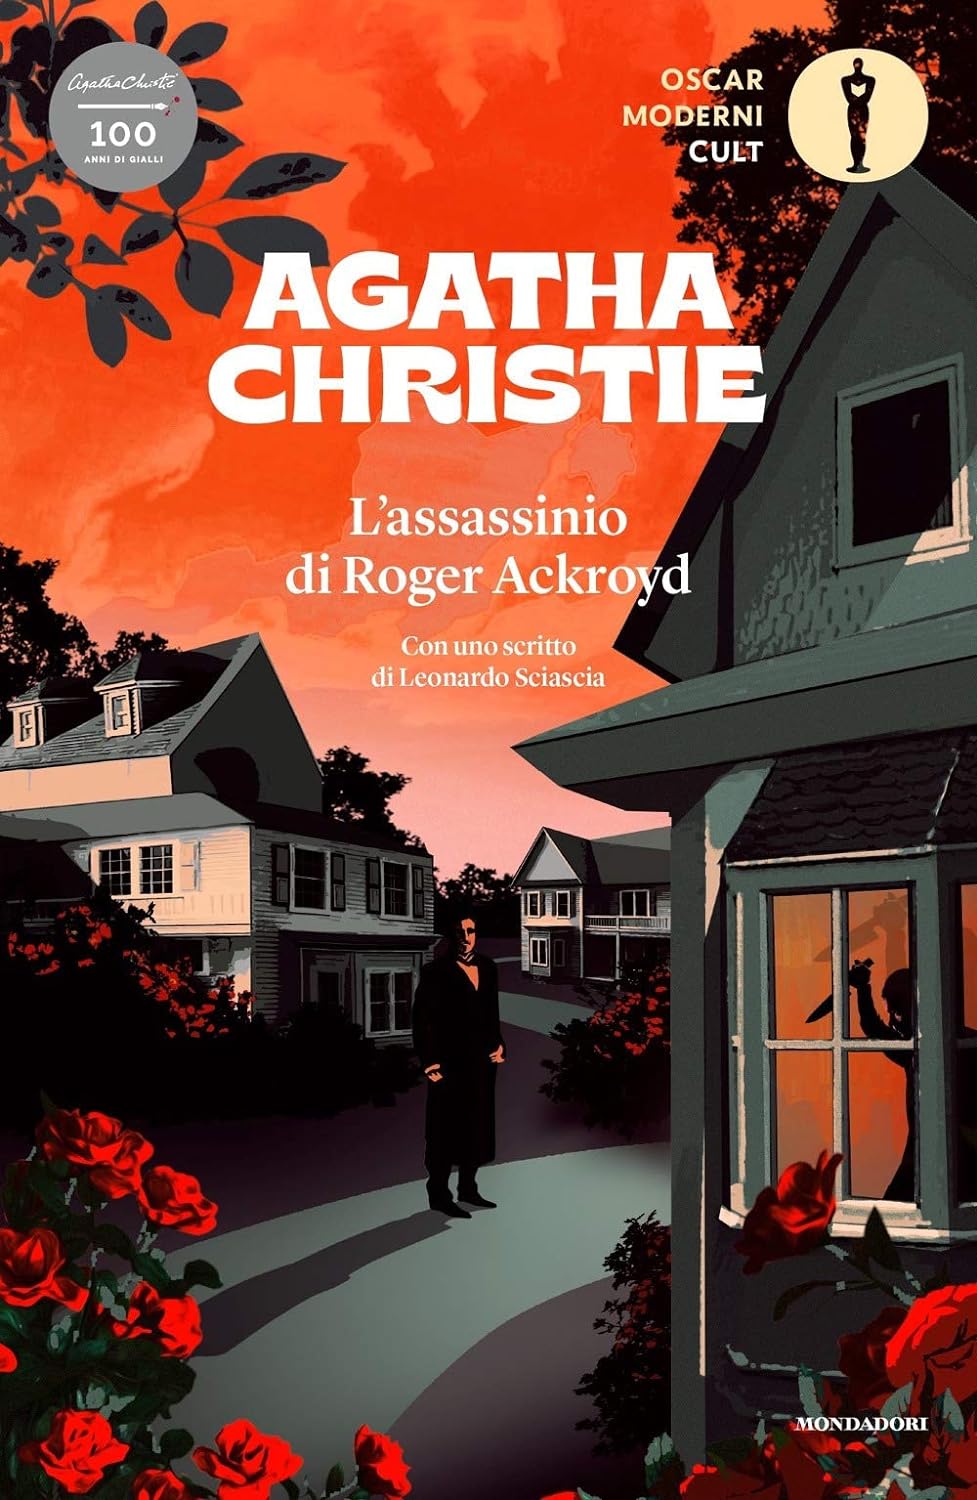 Agatha Christie
100
ANNI DI GIALLI
OSCAR
MODERNI
CULT
AGATHA
CHRISTIE
L'assassinio
di Roger Ackroyd
Con uno scritto
di Leonardo Sciascia
MONDADORI